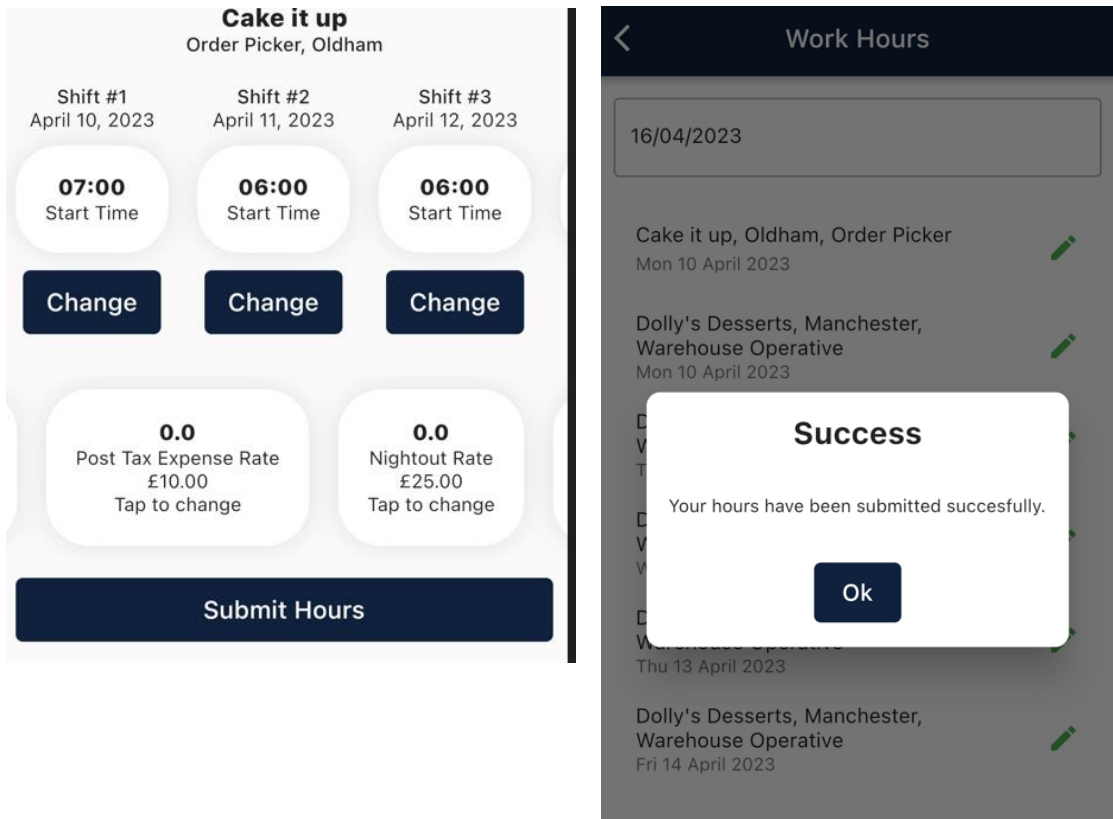 Cake it up
Order Picker, Oldham
Shift #1
April 10, 2023
Shift #2
April 11, 2023
Shift #3
April 12, 2023
07:00
Start Time
06:00
Start Time
06:00
Start Time
Change
Change
Change
0.0
Post Tax Expense Rate
£10.00
Tap to change
0.0
Nightout Rate
£25.00
Tap to change
Submit Hours
Work Hours
16/04/2023
Cake it up, Oldham, Order Picker
Mon 10 April 2023
Dolly's Desserts, Manchester,
Warehouse Operative
Mon 10 April 2023
Success
Your hours have been submitted succesfully.
Ok
Thu 13 April 2023
Dolly's Desserts, Manchester,
Warehouse Operative
Fri 14 April 2023